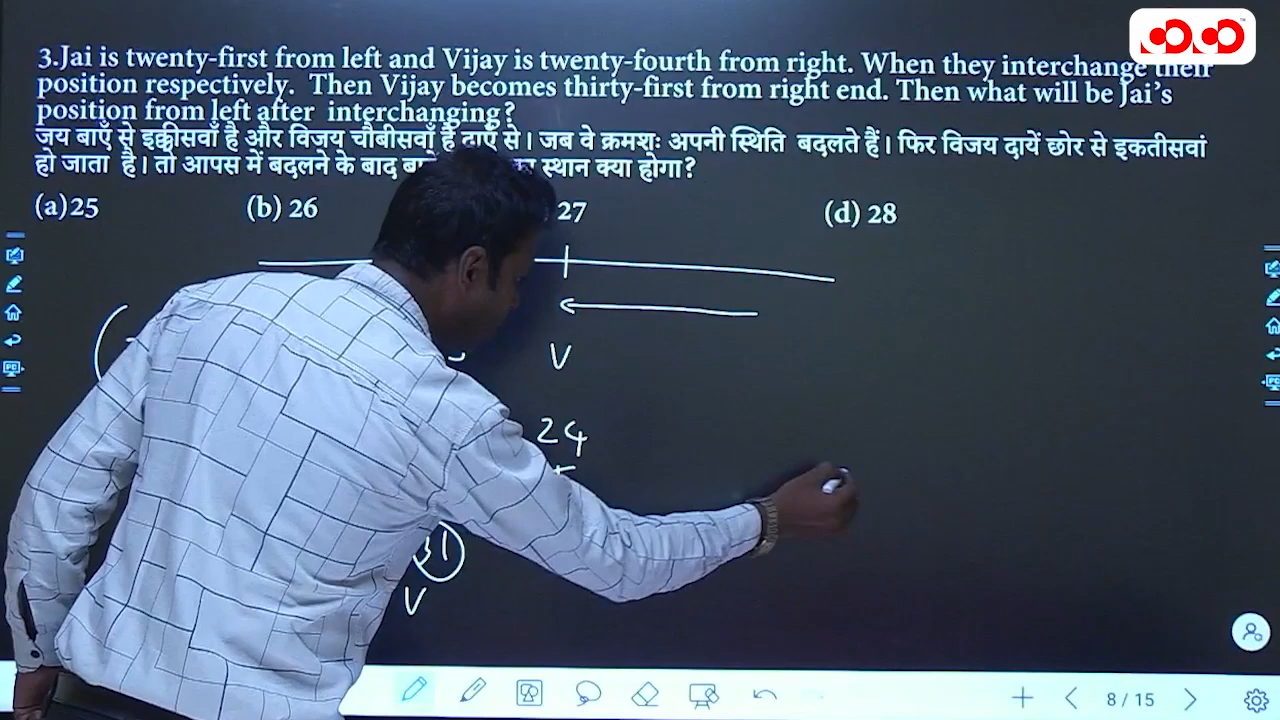 3.Jai is twenty-first from left and Vijay is twenty-fourth from right. When they interchange their
position respectively. Then Vijay becomes thirty-first from right end. Then what will be Jai's
position from left after interchanging?
जय बाएँ से इक्कीसवाँ है और विजय चौबीसवाँ है दाएँ से। जब वे क्रमशः अपनी स्थिति बदलते हैं। फिर विजय दायें छोर से इकतीसवां
हो जाता है। तो आपस में बदलने के बाद स्थान क्या होगा?
(a)25 (b) 26 27 (d) 28
V
24
31
V
8 / 15